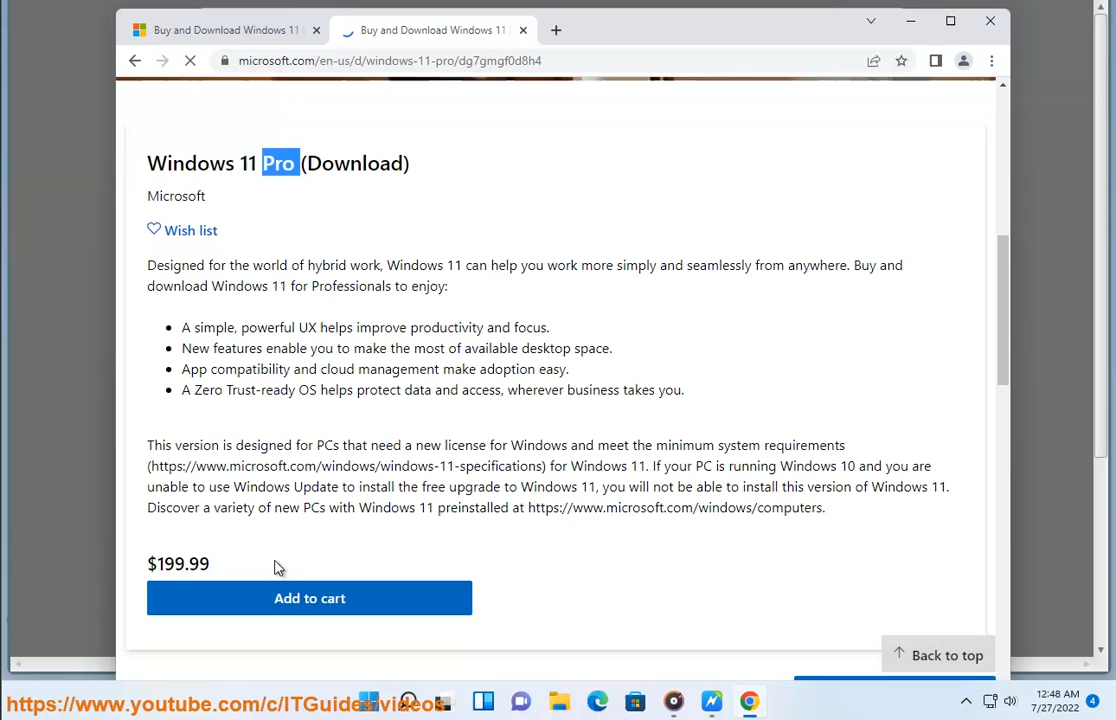 Buy and Download Windows 11
Buy and Download Windows 11
microsoft.com/en-us/d/windows-11-pro/dg7gmgf0d8h4
Windows 11 Pro (Download)
Microsoft
Wish list
Designed for the world of hybrid work, Windows 11 can help you work more simply and seamlessly from anywhere. Buy and
download Windows 11 for Professionals to enjoy:
• A simple, powerful UX helps improve productivity and focus.
• New features enable you to make the most of available desktop space.
• App compatibility and cloud management make adoption easy.
• A Zero Trust-ready OS helps protect data and access, wherever business takes you.
This version is designed for PCs that need a new license for Windows and meet the minimum system requirements
(https://www.microsoft.com/windows/windows-11-specifications) for Windows 11. If your PC is running Windows 10 and you are
unable to use Windows Update to install the free upgrade to Windows 11, you will not be able to install this version of Windows 11.
Discover a variety of new PCs with Windows 11 preinstalled at https://www.microsoft.com/windows/computers.
$199.99
Add to cart
Back to top
https://www.youtube.com/c/ITGuides/videos
12:48 AM
7/27/2022
4